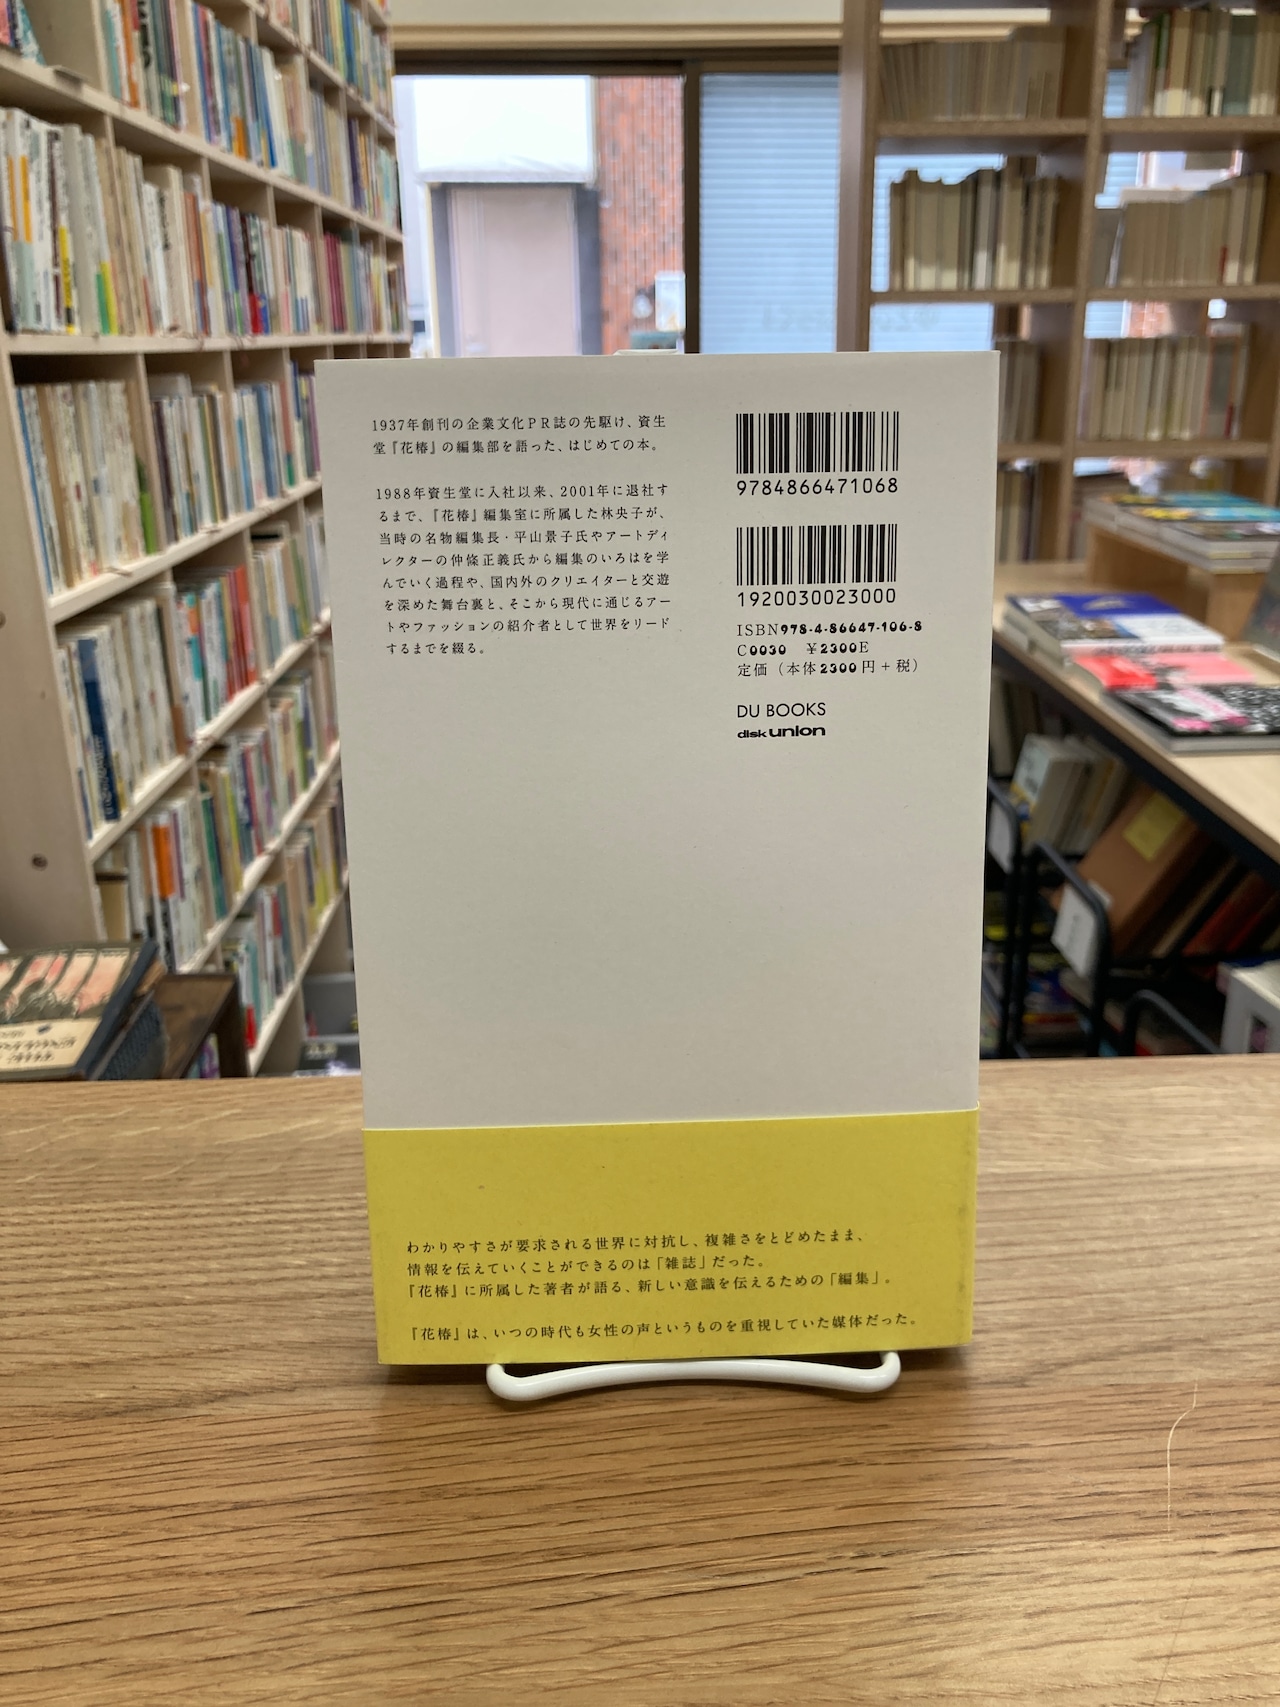 1937年創刊の企業文化PR誌の先駆け、資生
堂『花椿』の編集部を語った、はじめての本。
1988年資生堂に入社以来、2001年に退社す
るまで、『花椿』編集室に所属した林央子が、
当時の名物編集長・平山景子氏やアートディ
レクターの仲條正義氏から編集のいろはを学
んでいく過程や、国内外のクリエイターと交遊
を深めた舞台裏と、そこから現代に通じるアー
トやファッションの紹介者として世界をリード
するまでを綴る。
9784866471068
1920030023000
ISBN978-4-86647-106-8
C0030　¥2300E
定価（本体2300円+税）
DU BOOKS
disk union
わかりやすさが要求される世界に対抗し、複雑さをとどめたまま、
情報を伝えていくことができるのは「雑誌」だった。
『花椿』に所属した著者が語る、新しい意識を伝えるための「編集」。
『花椿』は、いつの時代も女性の声というものを重視していた媒体だった。